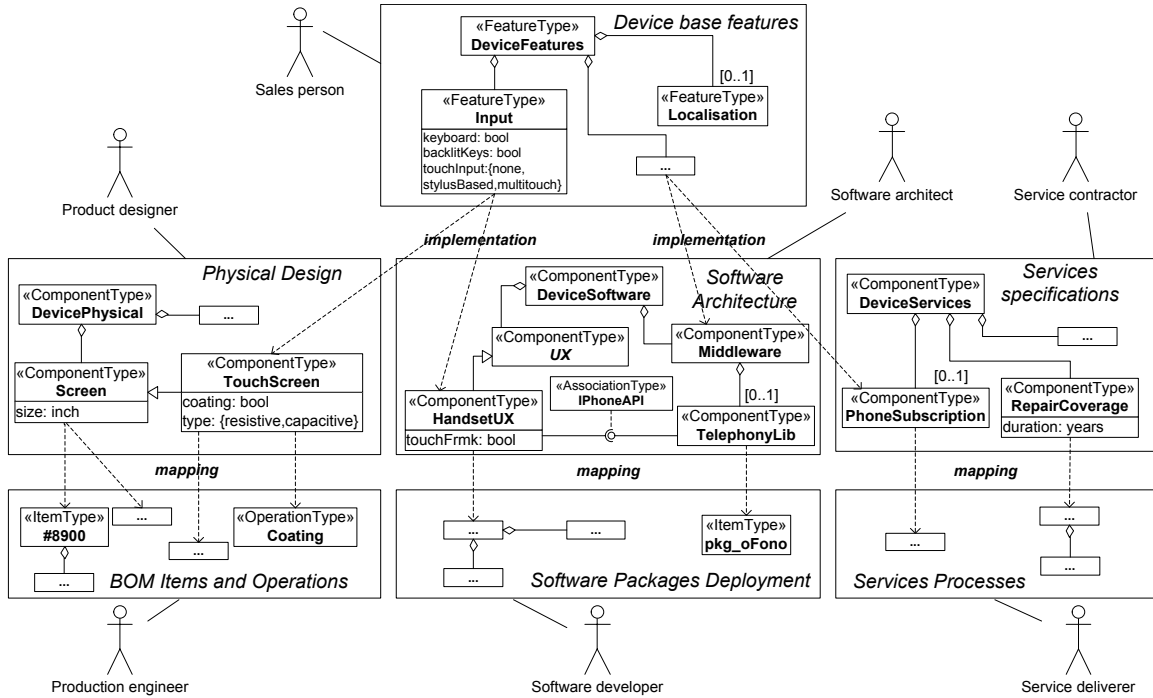 Sales person
Device base features
«FeatureType»
DeviceFeatures
[0..1]
«FeatureType»
Input
keyboard: bool
backlitKeys: bool
touchInput:{none,
stylusBased,multitouch}
«FeatureType»
Localisation
...
Product designer
Software architect
Service contractor
implementation
implementation
Physical Design
«ComponentType»
DevicePhysical
...
«ComponentType»
Screen
size: inch
«ComponentType»
TouchScreen
coating: bool
type: {resistive,capacitive}
Software
Architecture
«ComponentType»
DeviceSoftware
«ComponentType»
UX
«ComponentType»
Middleware
«AssociationType»
IPhoneAPI
[0..1]
«ComponentType»
HandsetUX
touchFrmk: bool
«ComponentType»
TelephonyLib
Services
specifications
«ComponentType»
DeviceServices
...
[0..1]
«ComponentType»
PhoneSubscription
«ComponentType»
RepairCoverage
duration: years
mapping
mapping
mapping
«ItemType»
#8900
...
...
...
«OperationType»
Coating
BOM Items and Operations
...
...
...
«ItemType»
pkg_oFono
Software Packages Deployment
...
...
...
Services Processes
Production engineer
Software developer
Service deliverer